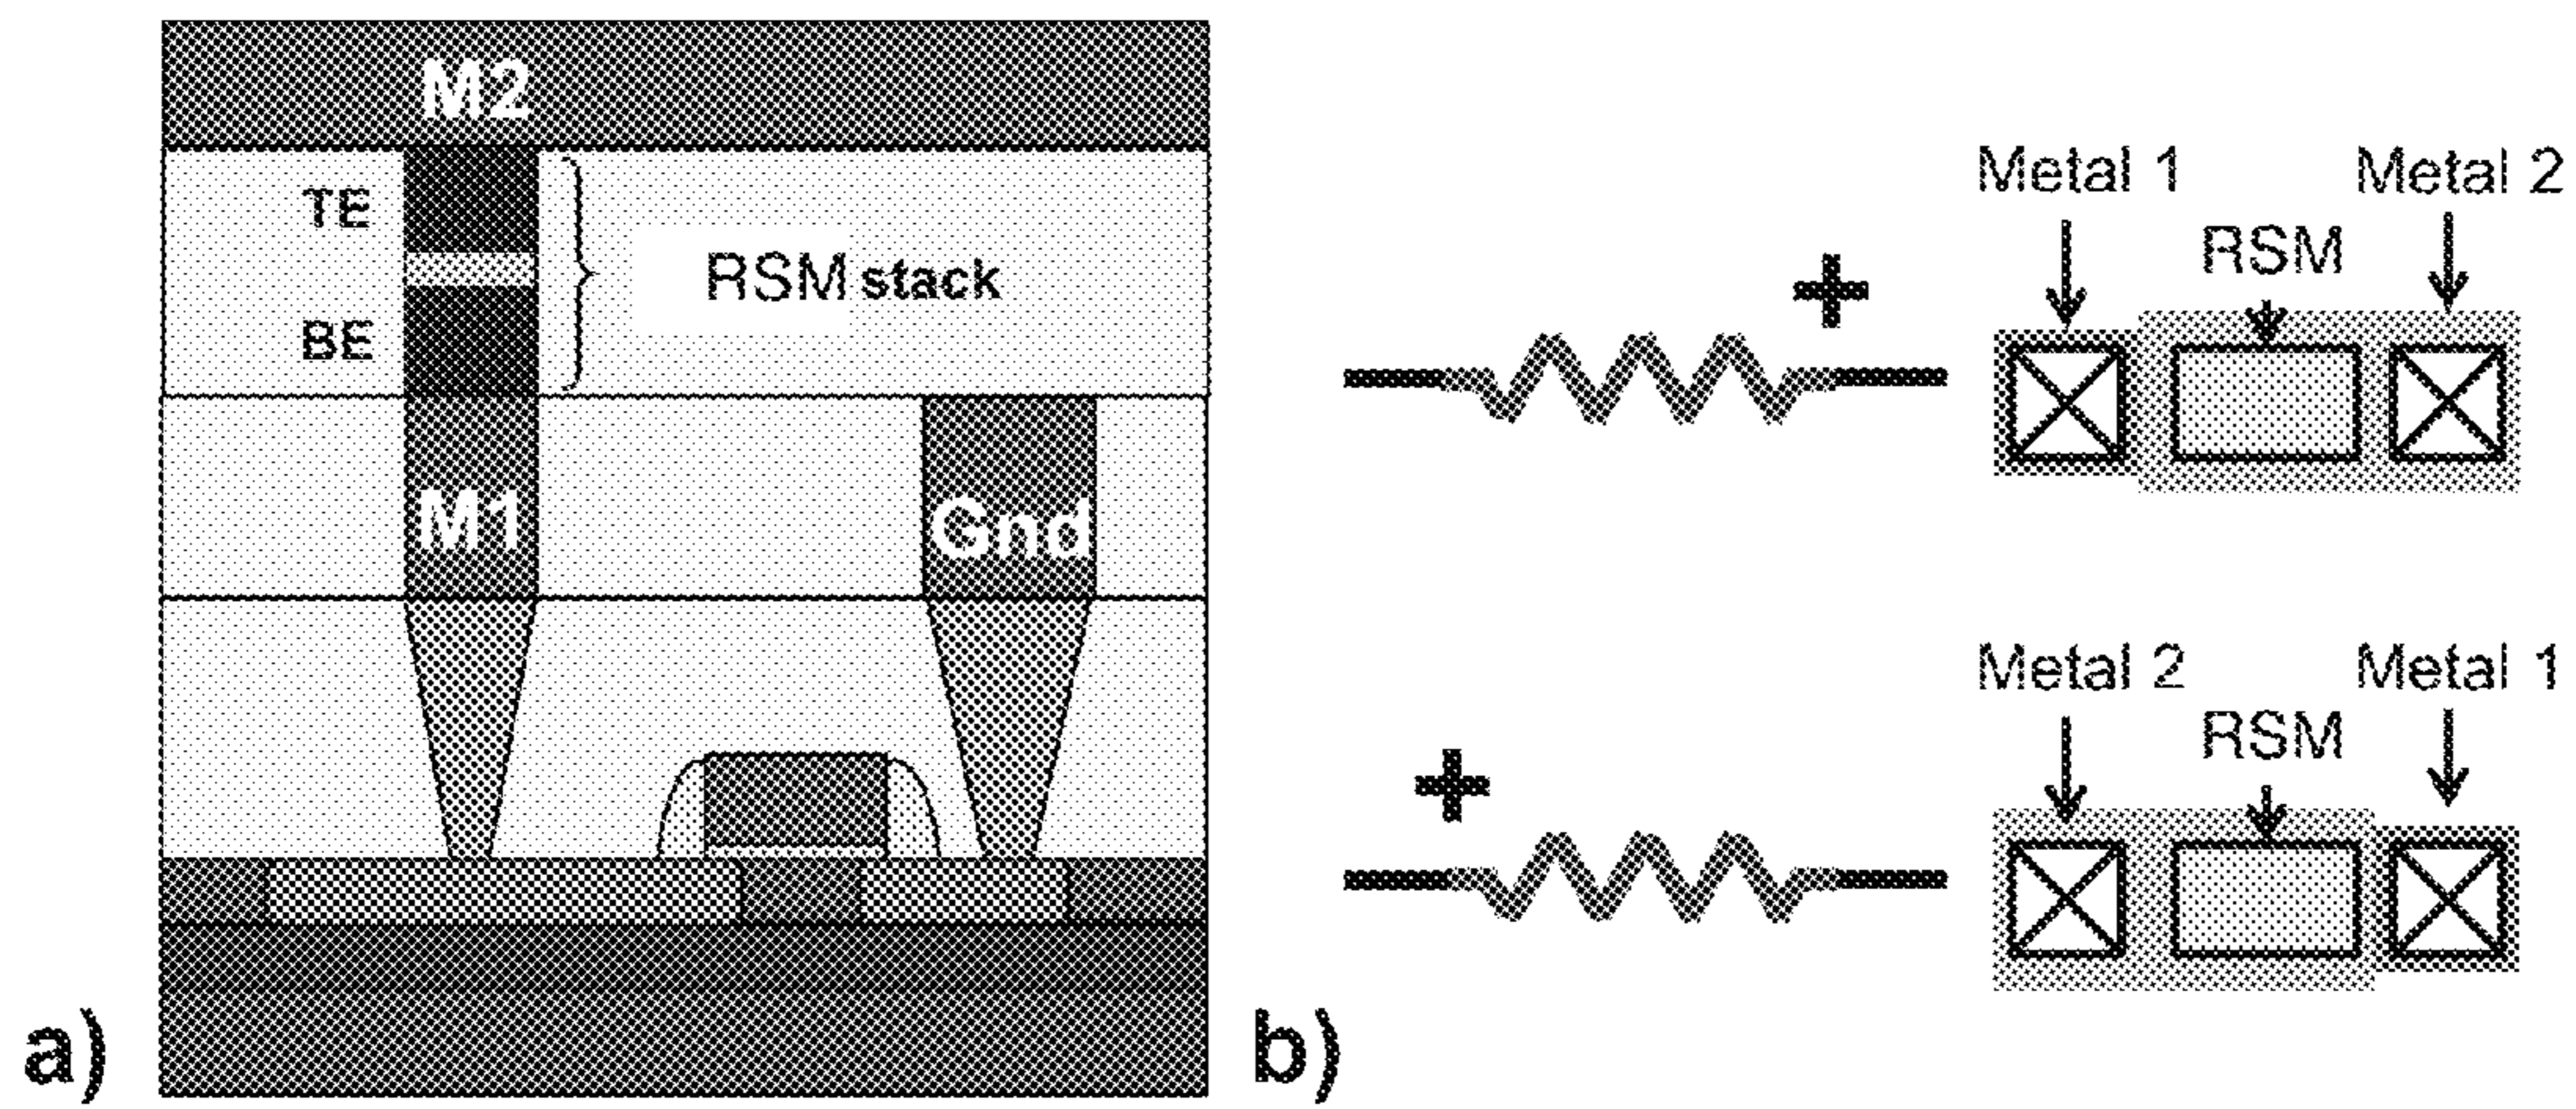 M2
TE
RSM stack
BE
M1
Gnd
a)
Metal 1
Metal 2
RSM
+
Metal 2
Metal 1
RSM
+
b)